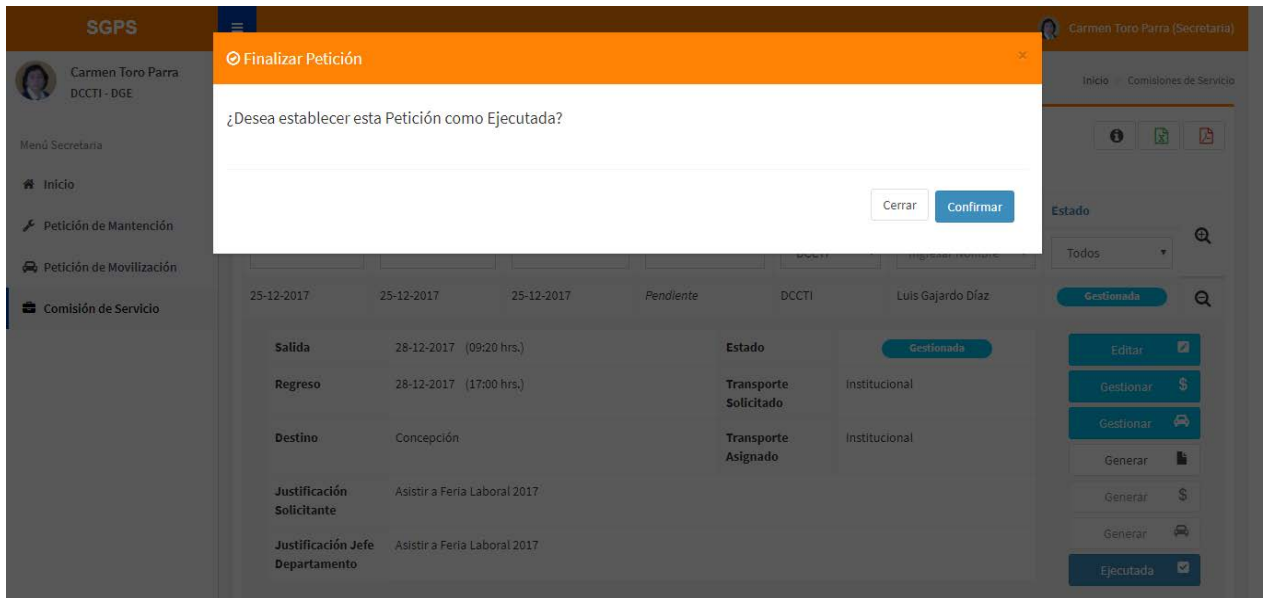 SGPS
Carmen Toro Parra (Secretaria)
Finalizar Petición ×
Carmen Toro Parra
DCCTI - DGE
Inicio Comisiones de Servicio
¿Desea establecer esta Petición como Ejecutada?
Menú Secretaria
Inicio
Petición de Mantención
Petición de Movilización
Comisión de Servicio
Cerrar Confirmar
Estado
DCCTI Ingresar Nombre Todos
25-12-2017 25-12-2017 25-12-2017 Pendiente DCCTI Luis Gajardo Díaz Gestionada
Salida 28-12-2017 (09:20 hrs.) Estado Gestionada Editar
Regreso 28-12-2017 (17:00 hrs.) Transporte Institucional Gestionar $
Solicitado
Gestionar
Destino Concepción Transporte Institucional
Asignado
Generar
Justificación Asistir a Feria Laboral 2017 Generar $
Solicitante
Generar
Justificación Jefe Asistir a Feria Laboral 2017
Departamento
Ejecutada